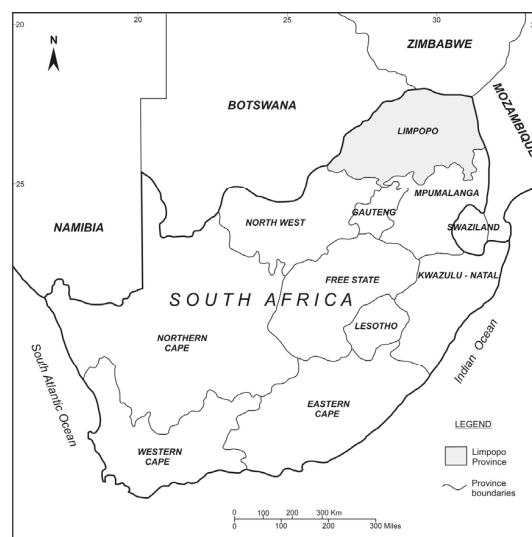 20
20
25
30
N
ZIMBABWE
BOTSWANA
MOZAMBIQUE
LIMPOPO
25
MPUMALANGA
GAUTENG
NORTH WEST
NAMIBIA
SWAZILAND
FREE STATE
KWAZULU - NATAL
SOUTH AFRICA
LESOTHO
NORTHERN
CAPE
South Atlantic Ocean
Indian Ocean
EASTERN
CAPE
WESTERN
CAPE
LEGEND
Limpopo
Province
Province
boundaries
0 100 200 300 Km
0 100 200 300 Miles